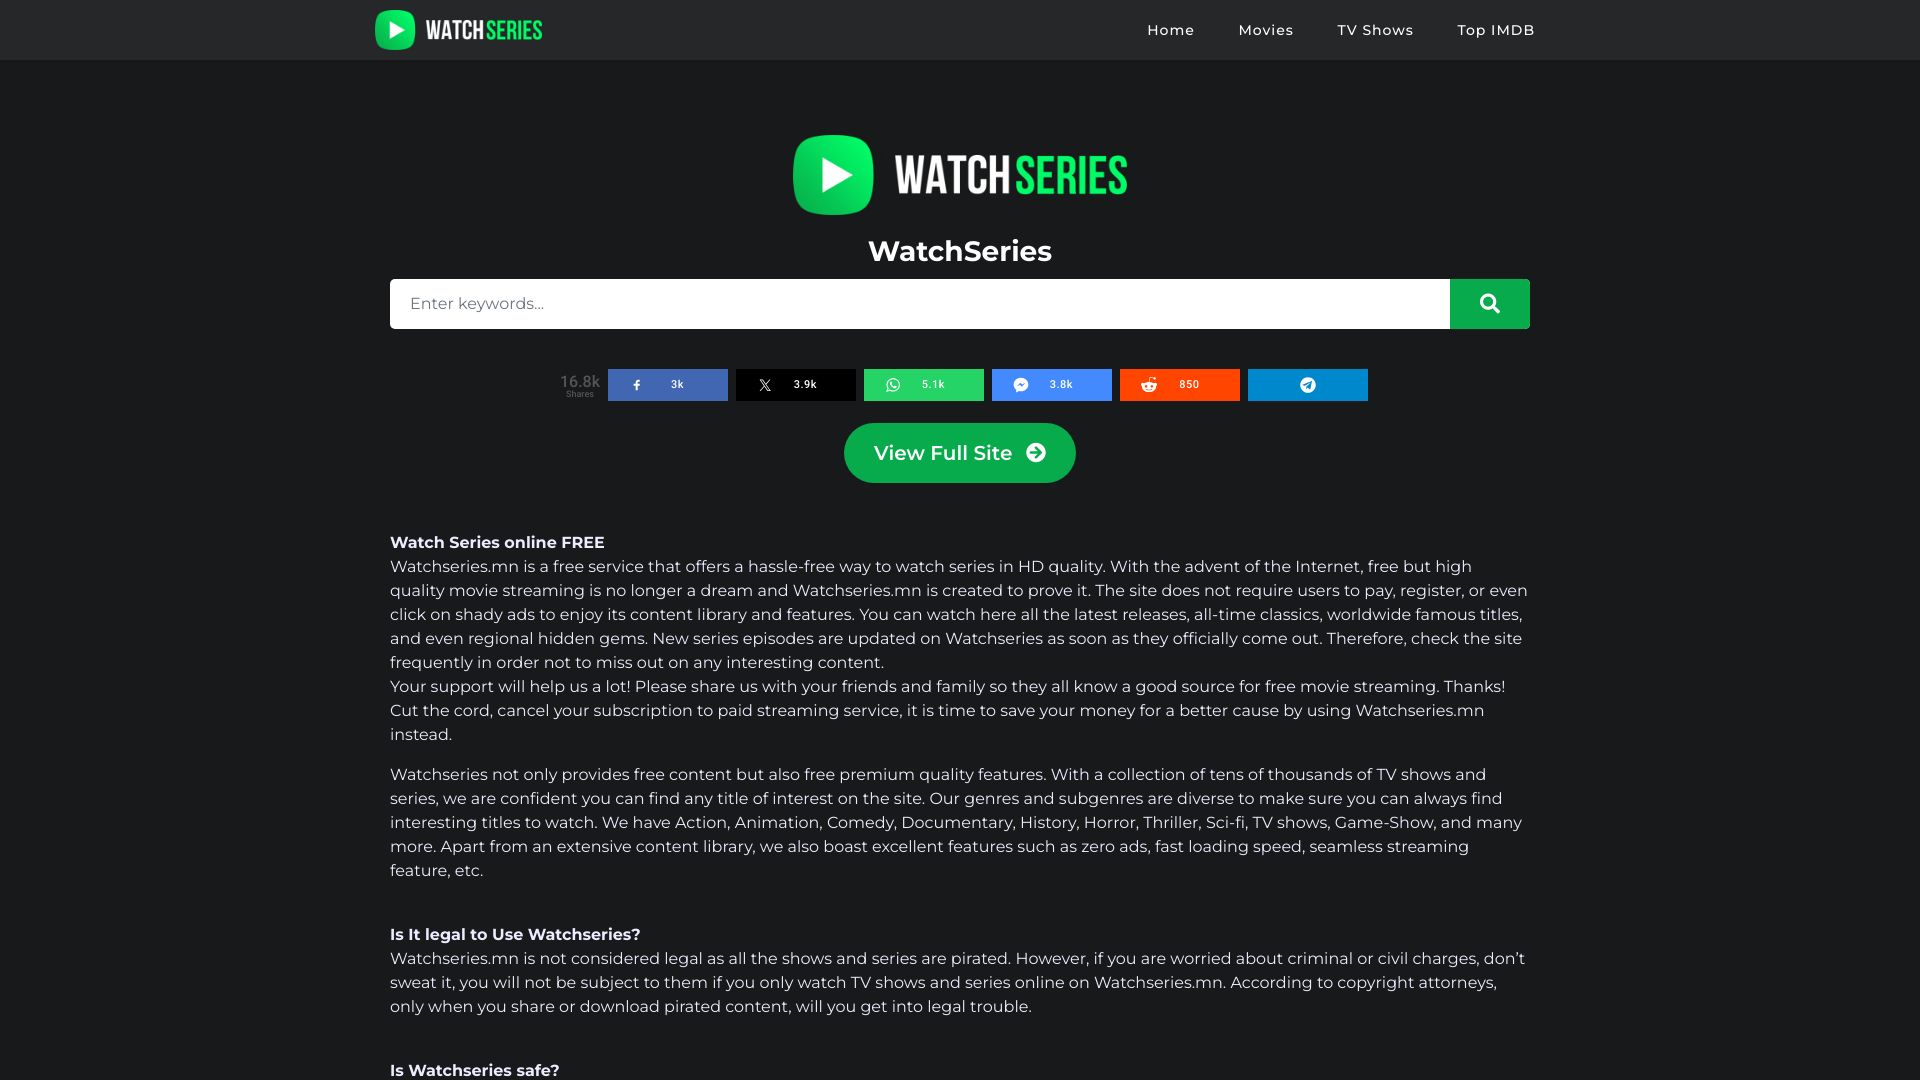 WATCHSERIES
Home Movies TV Shows Top IMDB
WATCHSERIES
WatchSeries
Enter keywords...
16.8k
Shares
3k
3.9k
5.1k
3.8k
850
View Full Site
Watch Series online FREE
Watchseries.mn is a free service that offers a hassle-free way to watch series in HD quality. With the advent of the Internet, free but high
quality movie streaming is no longer a dream and Watchseries.mn is created to prove it. The site does not require users to pay, register, or even
click on shady ads to enjoy its content library and features. You can watch here all the latest releases, all-time classics, worldwide famous titles,
and even regional hidden gems. New series episodes are updated on Watchseries as soon as they officially come out. Therefore, check the site
frequently in order not to miss out on any interesting content.
Your support will help us a lot! Please share us with your friends and family so they all know a good source for free movie streaming. Thanks!
Cut the cord, cancel your subscription to paid streaming service, it is time to save your money for a better cause by using Watchseries.mn
instead.
Watchseries not only provides free content but also free premium quality features. With a collection of tens of thousands of TV shows and
series, we are confident you can find any title of interest on the site. Our genres and subgenres are diverse to make sure you can always find
interesting titles to watch. We have Action, Animation, Comedy, Documentary, History, Horror, Thriller, Sci-fi, TV shows, Game-Show, and many
more. Apart from an extensive content library, we also boast excellent features such as zero ads, fast loading speed, seamless streaming
feature, etc.
Is It legal to Use Watchseries?
Watchseries.mn is not considered legal as all the shows and series are pirated. However, if you are worried about criminal or civil charges, don’t
sweat it, you will not be subject to them if you only watch TV shows and series online on Watchseries.mn. According to copyright attorneys,
only when you share or download pirated content, will you get into legal trouble.
Is Watchseries safe?